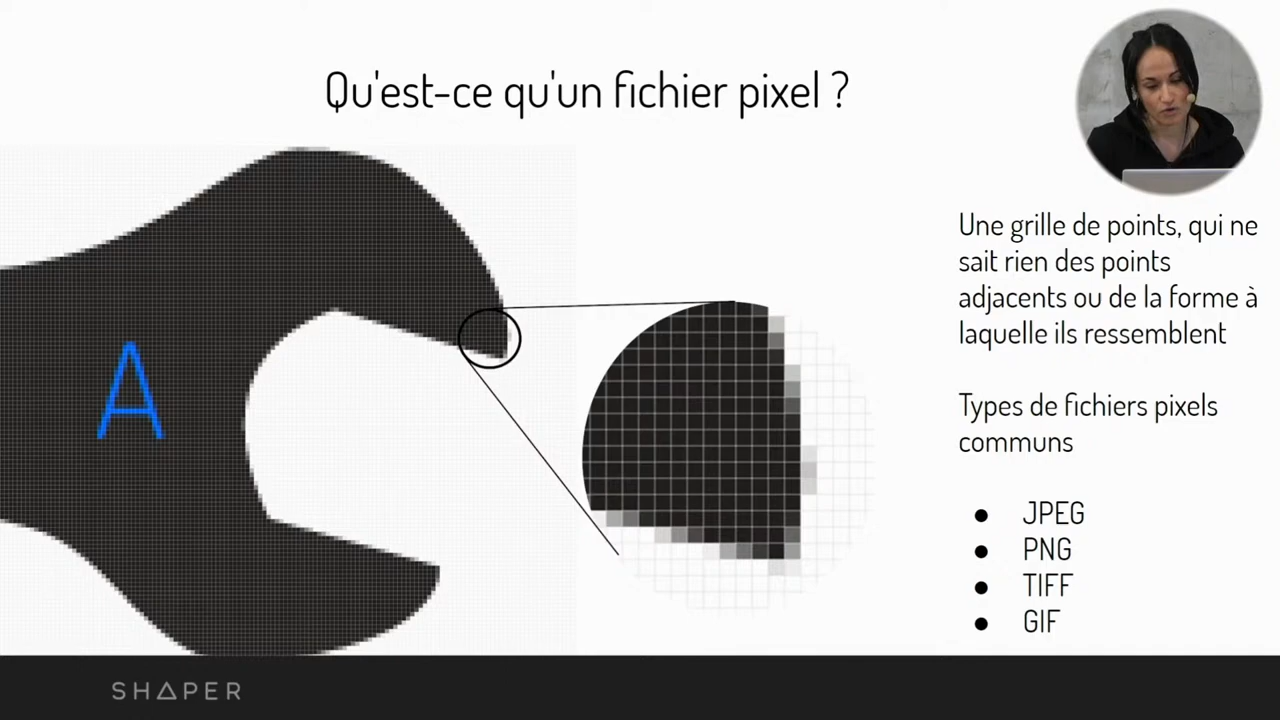 Qu'est-ce qu'un fichier pixel ?
A
Une grille de points, qui ne
sait rien des points
adjacents ou de la forme à
laquelle ils ressemblent
Types de fichiers pixels
communs
● JPEG
● PNG
● TIFF
● GIF
SHAPER